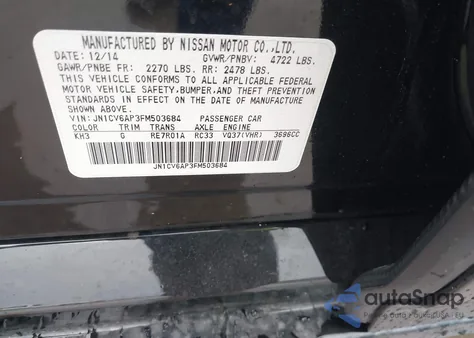 MANUFACTURED BY NISSAN MOTOR CO.,LTD.
DATE: 12/14 GVWR/PNBV: 4722 LBS.
GAWR/PNBE FR: 2270 LBS. RR: 2478 LBS.
THIS VEHICLE CONFORMS TO ALL APPLICABLE FEDERAL
MOTOR VEHICLE SAFETY,BUMPER,AND THEFT PREVENTION
STANDARDS IN EFFECT ON THE DATE OF MANUFACTURE
SHOWN ABOVE.
VIN: JN1CV6AP3FM503684 PASSENGER CAR
COLOR TRIM TRANS AXLE ENGINE
KH3 G RE7R01A RC33 VQ37(VHR) 3696CC
JN1CV6AP3FM503684
autoSnap